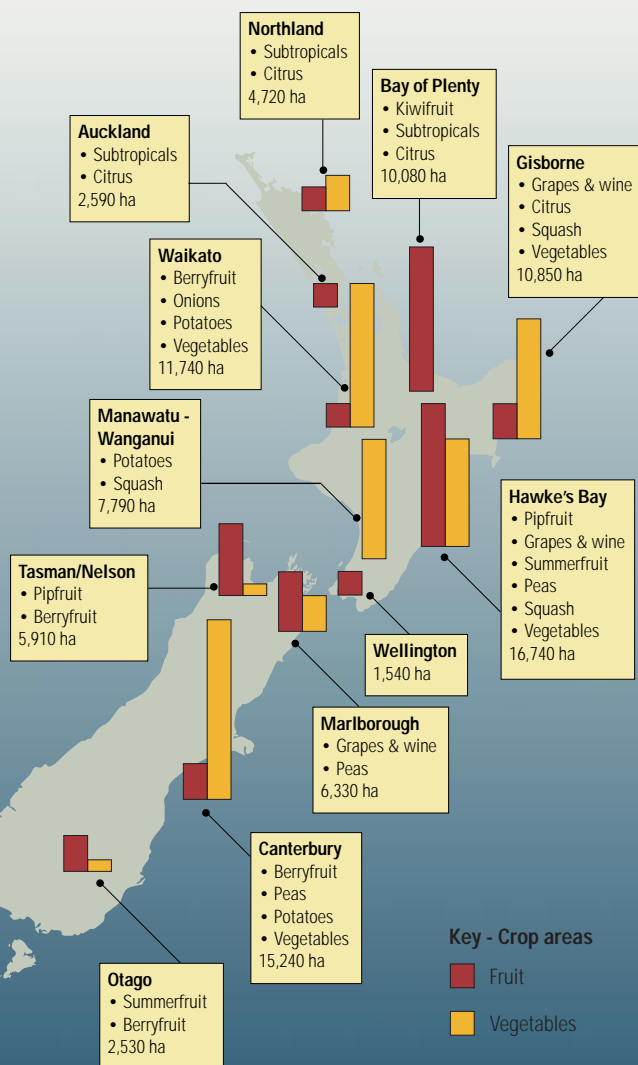 Northland
• Subtropicals
• Citrus
4,720 ha
Bay of Plenty
• Kiwifruit
• Subtropicals
• Citrus
10,080 ha
Auckland
• Subtropicals
• Citrus
2,590 ha
Gisborne
• Grapes & wine
• Citrus
• Squash
• Vegetables
10,850 ha
Waikato
• Berryfruit
• Onions
• Potatoes
• Vegetables
11,740 ha
Manawatu -
Wanganui
• Potatoes
• Squash
7,790 ha
Hawke's Bay
• Pipfruit
• Grapes & wine
• Summerfruit
• Peas
• Squash
• Vegetables
16,740 ha
Tasman/Nelson
• Pipfruit
• Berryfruit
5,910 ha
Wellington
1,540 ha
Marlborough
• Grapes & wine
• Peas
6,330 ha
Canterbury
• Berryfruit
• Peas
• Potatoes
• Vegetables
15,240 ha
Otago
• Summerfruit
• Berryfruit
2,530 ha
Key - Crop areas
Fruit
Vegetables